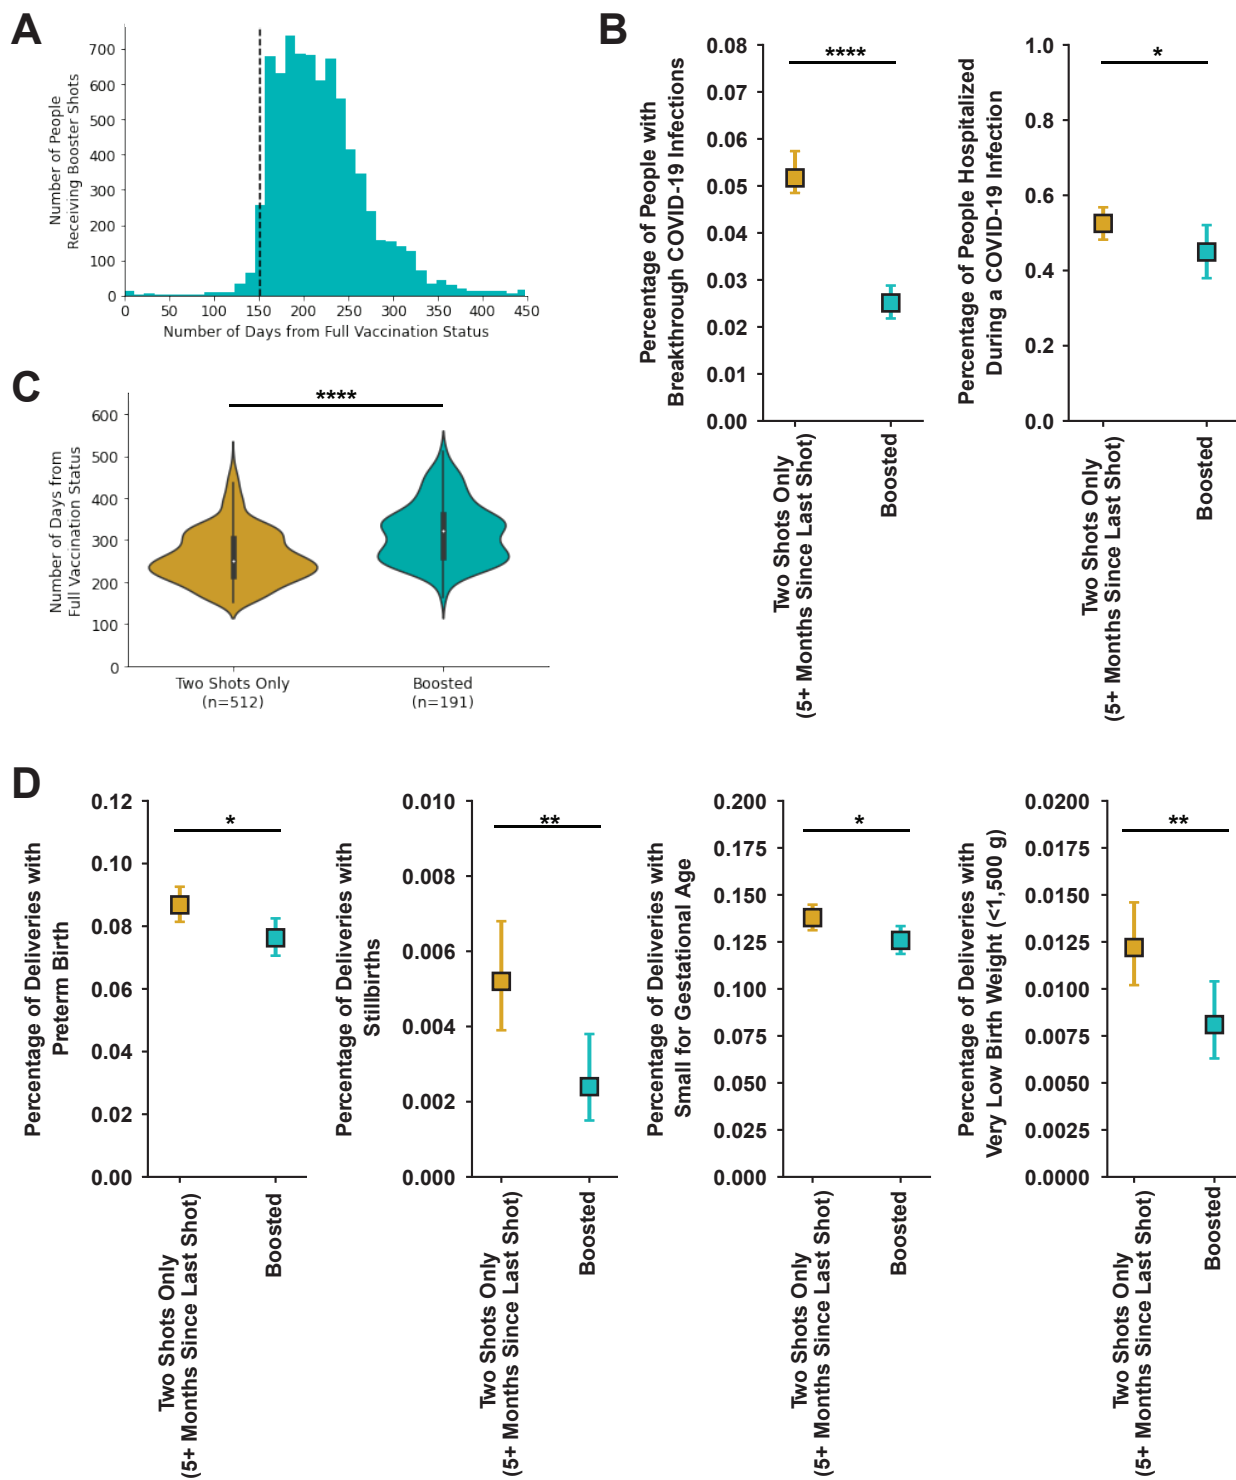 A
Number of People
Receiving Booster Shots
700
600
500
400
300
200
100
0
0 50 100 150 200 250 300 350 400 450
Number of Days from Full Vaccination Status
B
Percentage of People with
Breakthrough COVID-19 Infections
0.08
0.07
0.06
0.05
0.04
0.03
0.02
0.01
0.00
****
Two Shots Only
(5+ Months Since Last Shot)
Boosted
Percentage of People Hospitalized
During a COVID-19 Infection
1.0
0.8
0.6
0.4
0.2
0.0
*
Two Shots Only
(5+ Months Since Last Shot)
Boosted
C
Number of Days from
Full Vaccination Status
600
500
400
300
200
100
0
****
Two Shots Only
(n=512)
Boosted
(n=191)
D
Percentage of Deliveries with
Preterm Birth
0.12
0.10
0.08
0.06
0.04
0.02
0.00
*
Two Shots Only
(5+ Months Since Last Shot)
Boosted
Percentage of Deliveries with
Stillbirths
0.010
0.008
0.006
0.004
0.002
0.000
**
Two Shots Only
(5+ Months Since Last Shot)
Boosted
Percentage of Deliveries with
Small for Gestational Age
0.200
0.175
0.150
0.125
0.100
0.075
0.050
0.025
0.000
*
Two Shots Only
(5+ Months Since Last Shot)
Boosted
Percentage of Deliveries with
Very Low Birth Weight (<1,500 g)
0.0200
0.0175
0.0150
0.0125
0.0100
0.0075
0.0050
0.0025
0.0000
**
Two Shots Only
(5+ Months Since Last Shot)
Boosted